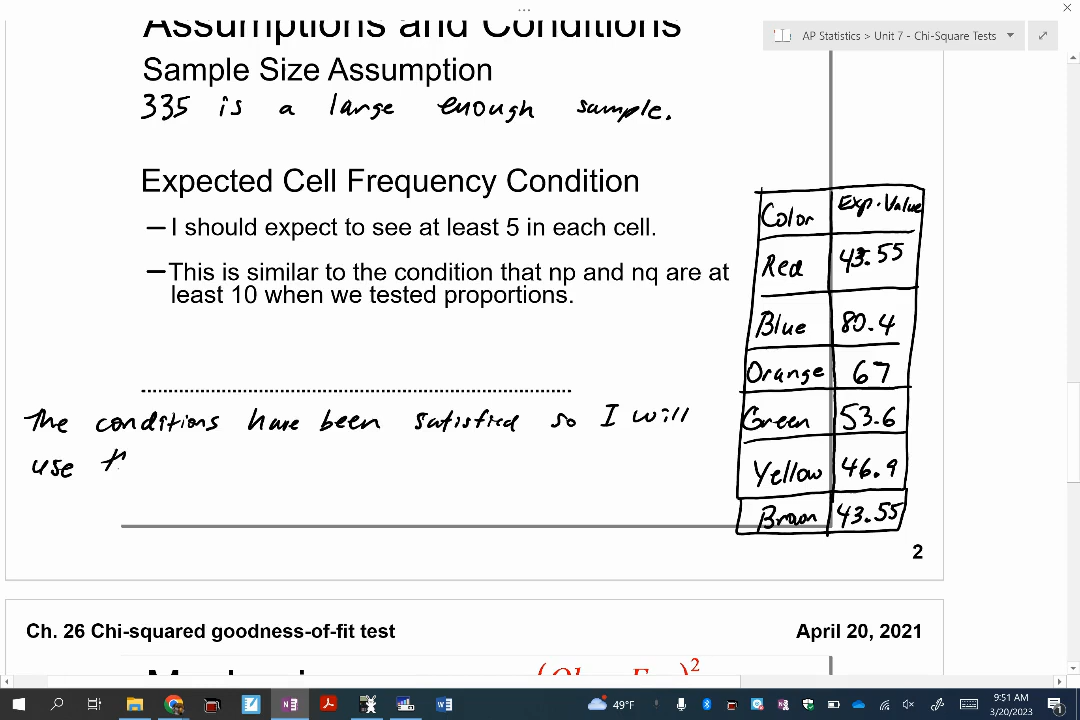 Assumptions and Conditions
AP Statistics > Unit 7 - Chi-Square Tests
Sample Size Assumption
335 is a large enough sample.
Expected Cell Frequency Condition
– I should expect to see at least 5 in each cell.
– This is similar to the condition that np and nq are at
least 10 when we tested proportions.
Color Exp. Value
Red 43.55
Blue 80.4
Orange 67
Green 53.6
Yellow 46.9
Brown 43.55
The conditions have been satisfied so I will
use
2
Ch. 26 Chi-squared goodness-of-fit test April 20, 2021
49°F
9:51 AM
3/20/2023